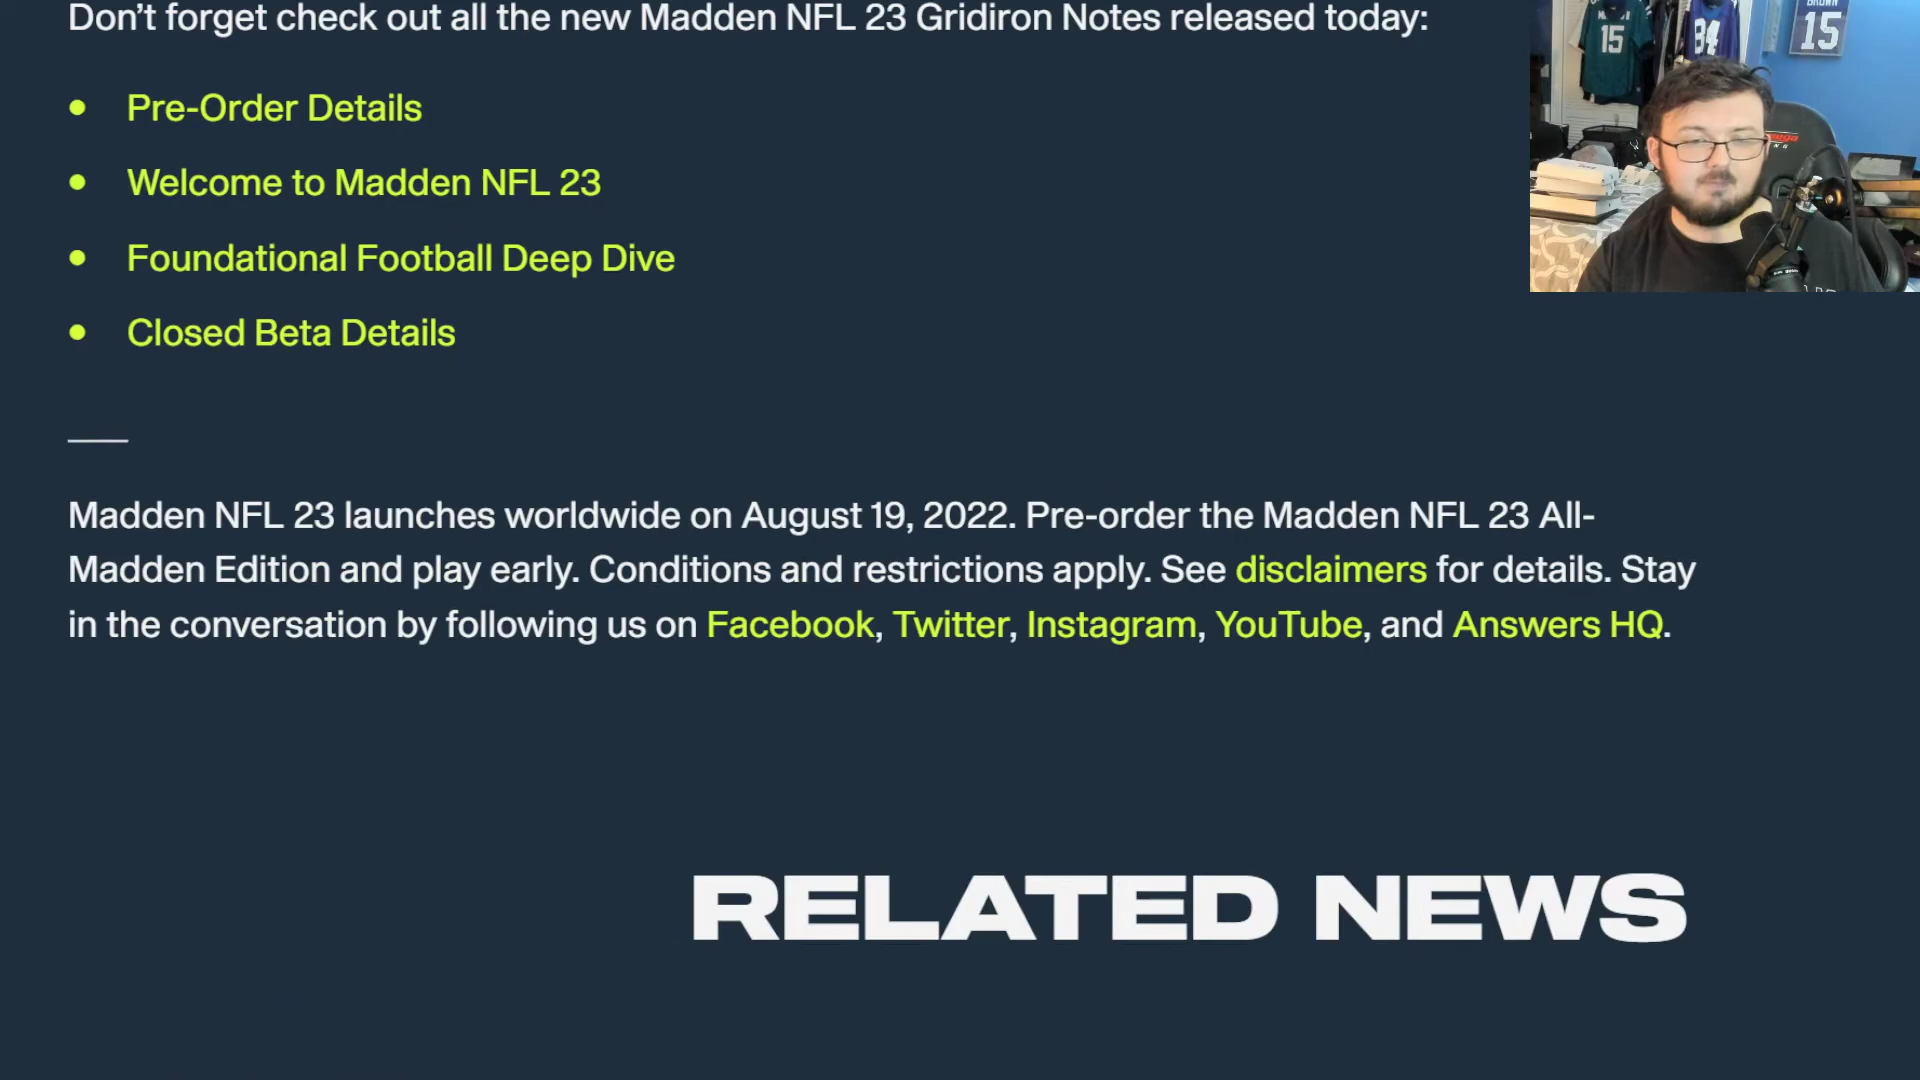 Don’t forget check out all the new Madden NFL 23 Gridiron Notes released today:
Pre-Order Details
Welcome to Madden NFL 23
Foundational Football Deep Dive
Closed Beta Details
Madden NFL 23 launches worldwide on August 19, 2022. Pre-order the Madden NFL 23 All-
Madden Edition and play early. Conditions and restrictions apply. See disclaimers for details. Stay
in the conversation by following us on Facebook, Twitter, Instagram, YouTube, and Answers HQ.
RELATED NEWS
15
84
BROWN
15